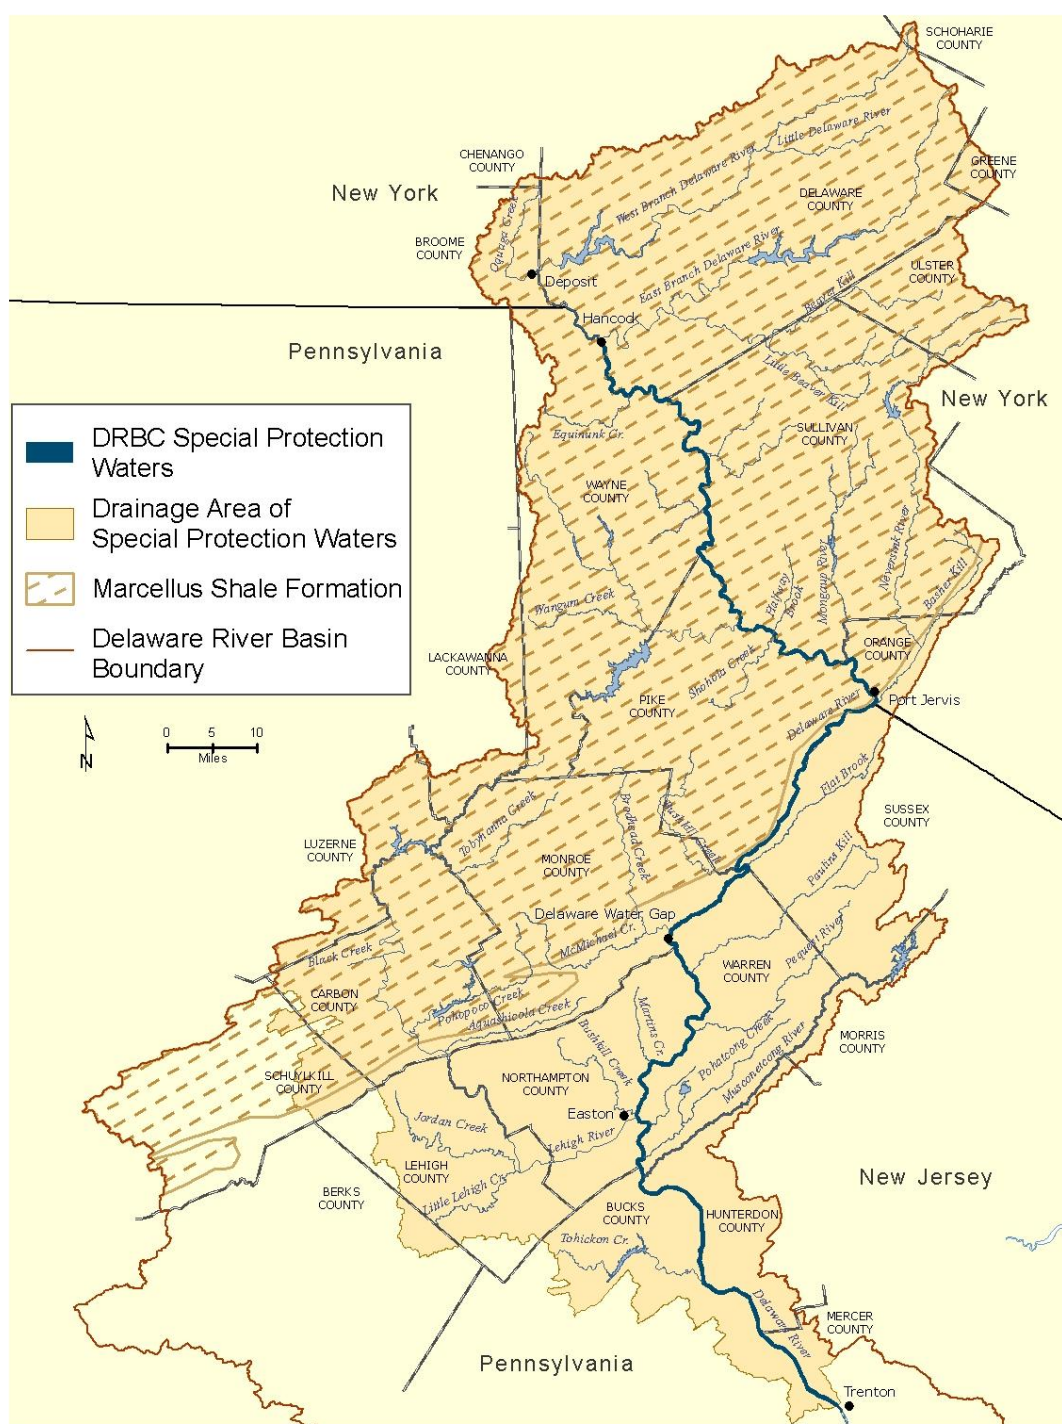 SCHOHARIE
COUNTY
Little Delaware River
CHENANGO
COUNTY
GREENE
COUNTY
New York
West Branch Delaware River
DELAWARE
COUNTY
BROOME
COUNTY
Oquaga Creek
East Branch Delaware River
ULSTER
COUNTY
Deposit
Beaver Kill
Hancock
Pennsylvania
Little Beaver Kill
New York
DRBC Special Protection
Waters
Drainage Area of
Special Protection Waters
Marcellus Shale Formation
Delaware River Basin
Boundary
Equinunk Cr.
SULLIVAN
COUNTY
WAYNE
COUNTY
Neversink River
Mongaup River
Basher Kill
Halfway
Brook
Wangum Creek
ORANGE
COUNTY
LACKAWANNA
COUNTY
Shohola Creek
PIKE
COUNTY
Port Jervis
Delaware River
N
0 5 10
Miles
Flat Brook
SUSSEX
COUNTY
Tobyhanna Creek
Brodhead Creek
Bushkill Creek
LUZERNE
COUNTY
MONROE
COUNTY
Paulins Kill
Delaware Water Gap
McMichael Cr.
Pequest River
Black Creek
WARREN
COUNTY
CARBON
COUNTY
Pohopoco Creek
Aquashicola Creek
Martins Cr.
Bushkill Creek
Pohatcong Creek
Musconetcong River
MORRIS
COUNTY
SCHUYLKILL
COUNTY
NORTHAMPTON
COUNTY
Easton
Jordan Creek
Lehigh River
LEHIGH
COUNTY
Little Lehigh Cr.
New Jersey
BERKS
COUNTY
BUCKS
COUNTY
HUNTERDON
COUNTY
Tohickon Cr.
Delaware River
MERCER
COUNTY
Pennsylvania
Trenton